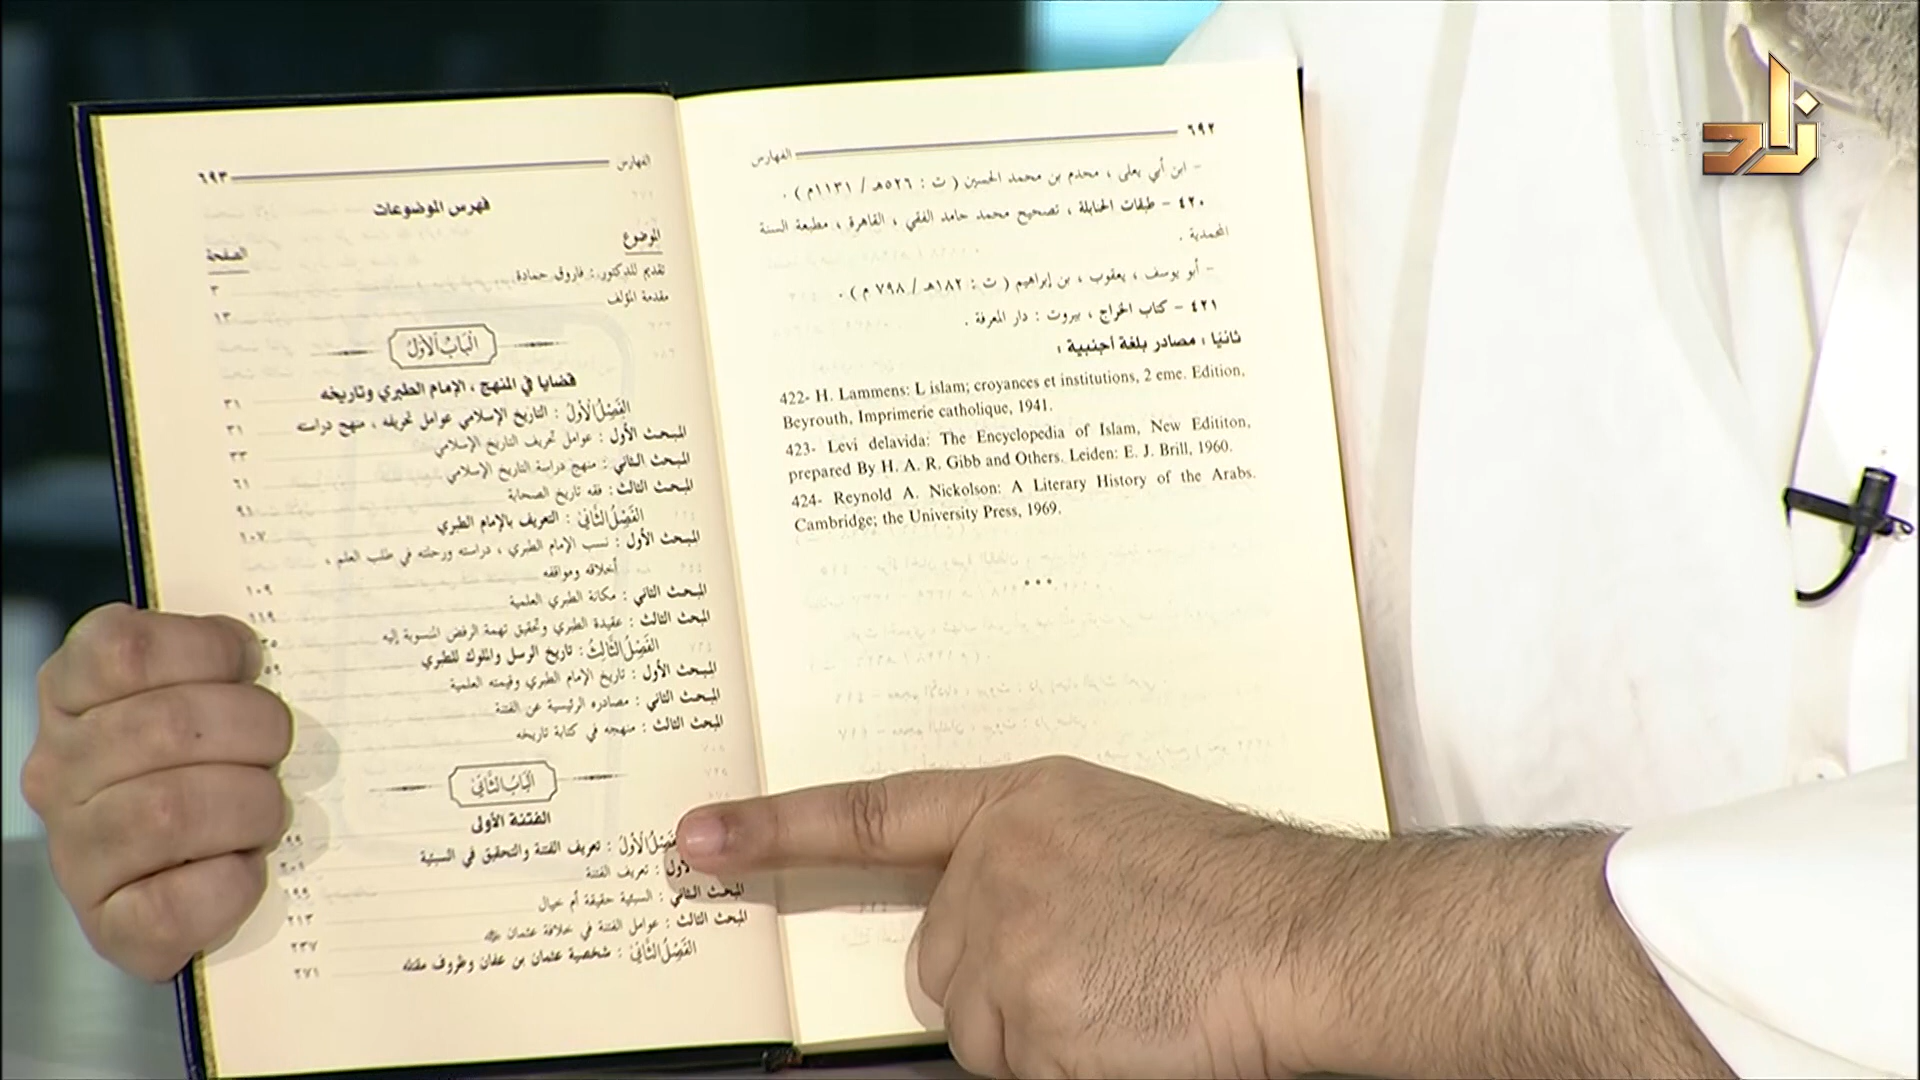 زاد
٦٩٢ الفهارس
- ابن أبي يعلى ، محمد بن محمد الحسين ( ت : ٥٢٦هـ / ١١٣١م ) .
٤٢٠ - طبقات الحنابلة ، تصحيح محمد حامد الفقي ، القاهرة ، مطبعة السنة
المحمدية .
- أبو يوسف ، يعقوب ، بن إبراهيم ( ت : ١٨٢هـ / ٧٩٨ م ) .
٤٢١ - كتاب الخراج ، بيروت : دار المعرفة .
ثانيًا : مصادر بلغة أجنبية :
422- H. Lammens: L islam; croyances et institutions, 2 eme. Edition,
Beyrouth, Imprimerie catholique, 1941.
423- Levi delavida: The Encyclopedia of Islam, New Edititon,
prepared By H. A. R. Gibb and Others. Leiden: E. J. Brill, 1960.
424- Reynold A. Nickolson: A Literary History of the Arabs.
Cambridge; the University Press, 1969.
* * *
الفهارس ٦٩٣
فهرس الموضوعات
الموضوع الصفحة
تقديم للدكتور : فاروق حمادة ٣
مقدمة المؤلف ١٣
الباب الأول
قضايا في المنهج ، الإمام الطبري وتاريخه ٣١
الفصل الأول : التاريخ الإسلامي عوامل تحريفه ، منهج دراسته ٣١
المبحث الأول : عوامل تحريف التاريخ الإسلامي ٣٣
المبحث الثاني : منهج دراسة التاريخ الإسلامي ٦١
المبحث الثالث : فقه تاريخ الصحابة ٩١
الفصل الثاني : التعريف بالإمام الطبري ١٠٧
المبحث الأول : نسب الإمام الطبري ، دراسته ورحلته في طلب العلم ،
أخلاقه ومواقفه ١٠٩
المبحث الثاني : مكانة الطبري العلمية ١١٩
المبحث الثالث : عقيدة الطبري وتحقيق تهمة الرفض المنسوبة إليه ٣٥
الفصل الثالث : تاريخ الرسل والملوك للطبري ٥٩
المبحث الأول : تاريخ الإمام الطبري وقيمته العلمية
المبحث الثاني : مصادره الرئيسية عن الفتنة
المبحث الثالث : منهجه في كتابة تاريخه
الباب الثاني
الفتنة الأولى
الفصل الأول : تعريف الفتنة والتحقيق في السبئية
الأول : تعريف الفتنة
المبحث الثاني : السبئية حقيقة أم خيال ٢١٣
المبحث الثالث : عوامل الفتنة في خلافة عثمان ٢٣٧
الفصل الثاني : شخصية عثمان بن عفان وظروف مقتله ٢٧١